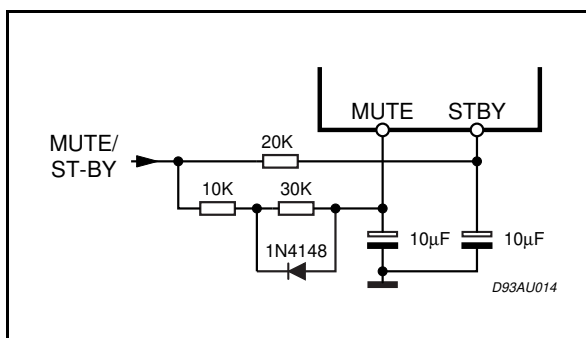 MUTE STBY
MUTE/
ST-BY
20K
10K 30K
1N4148
10µF 10µF
D93AU014